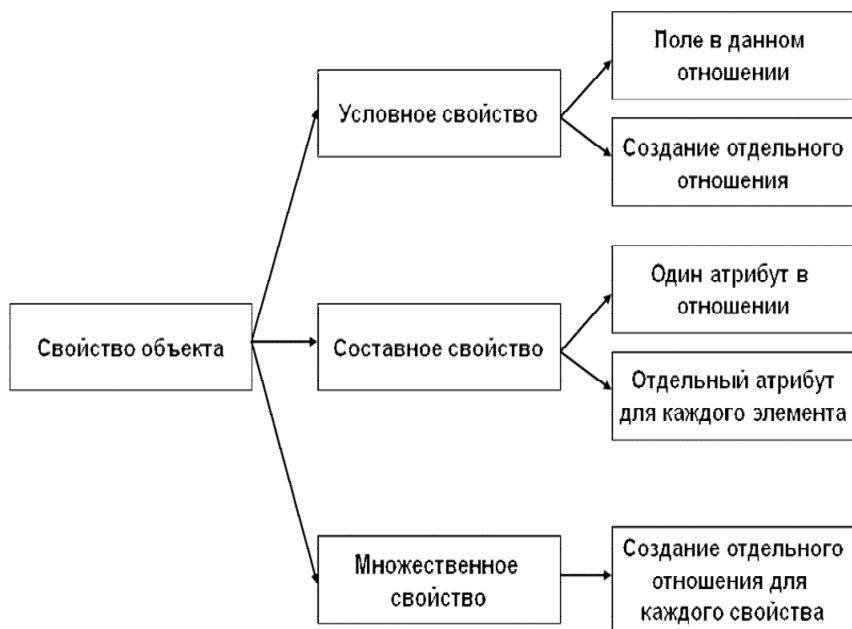 Поле в данном
отношении
Условное свойство
Создание отдельного
отношения
Один атрибут в
отношении
Свойство объекта
Составное свойство
Отдельный атрибут
для каждого элемента
Множественное
свойство
Создание отдельного
отношения для
каждого свойства